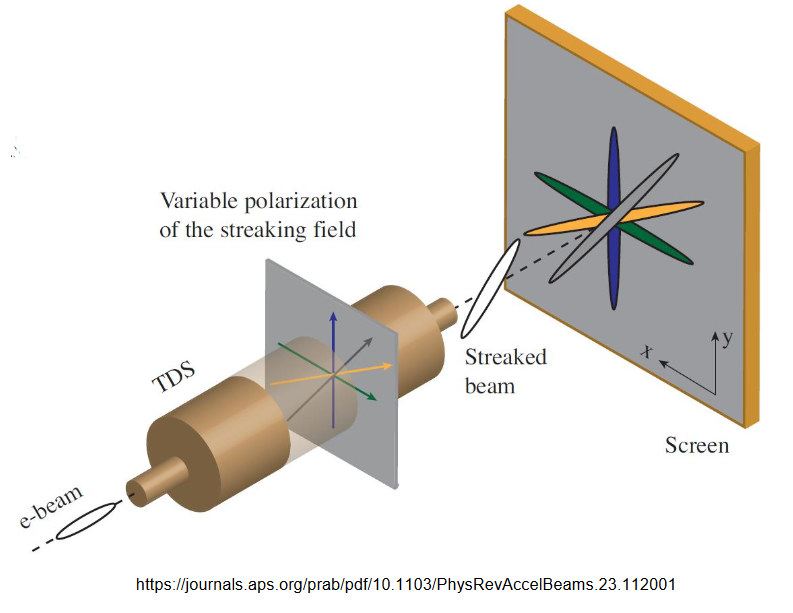 Variable polarization
of the streaking field
TDS
e-beam
Streaked
beam
x
y
Screen
https://journals.aps.org/prab/pdf/10.1103/PhysRevAccelBeams.23.112001